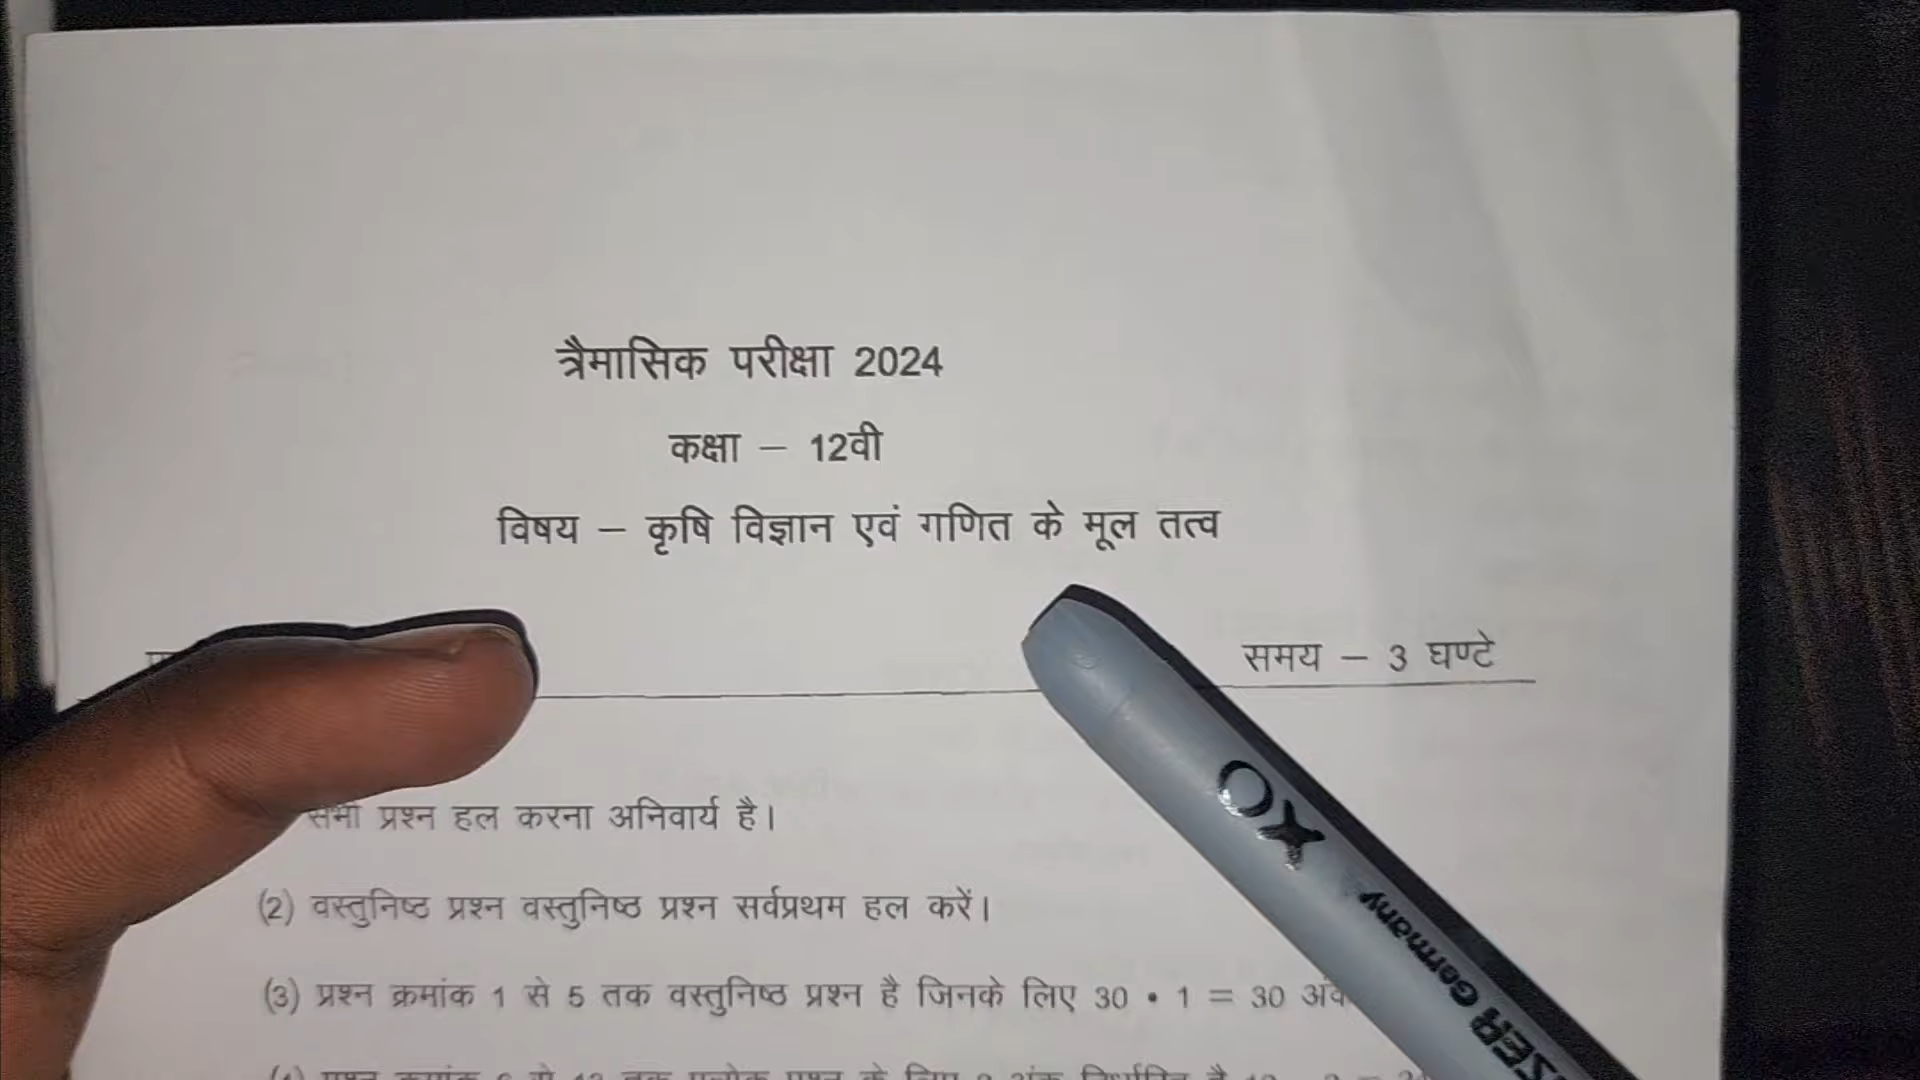 त्रैमासिक परीक्षा 2024
कक्षा – 12वी
विषय – कृषि विज्ञान एवं गणित के मूल तत्व
समय – 3 घण्टे
सभी प्रश्न हल करना अनिवार्य है।
(2) वस्तुनिष्ठ प्रश्न वस्तुनिष्ठ प्रश्न सर्वप्रथम हल करें।
(3) प्रश्न क्रमांक 1 से 5 तक वस्तुनिष्ठ प्रश्न है जिनके लिए 30 • 1 = 30
Germany